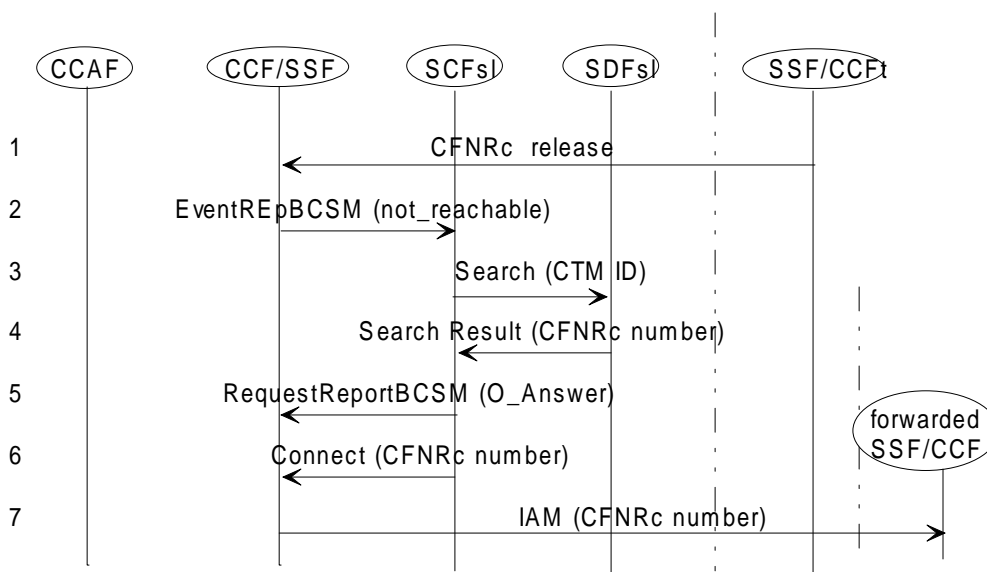 CCAF CCF/SSF SCFsl SDFsl SSF/CCFt
1 CFNRc release
2 EventREpBCSM (not_reachable)
3 Search (CTM ID)
4 Search Result (CFNRc number)
5 RequestReportBCSM (O_Answer)
forwarded
SSF/CCF
6 Connect (CFNRc number)
7 IAM (CFNRc number)